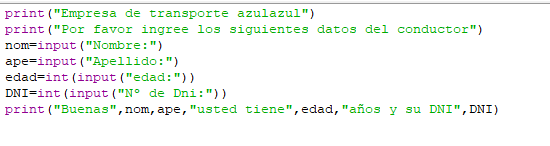 print("Empresa de transporte azulazul")
print("Por favor ingree los siguientes datos del conductor")
nom=input("Nombre:")
ape=input("Apellido:")
edad=int(input("edad:"))
DNI=int(input("N° de Dni:"))
print("Buenas",nom,ape,"usted tiene",edad,"años y su DNI",DNI)